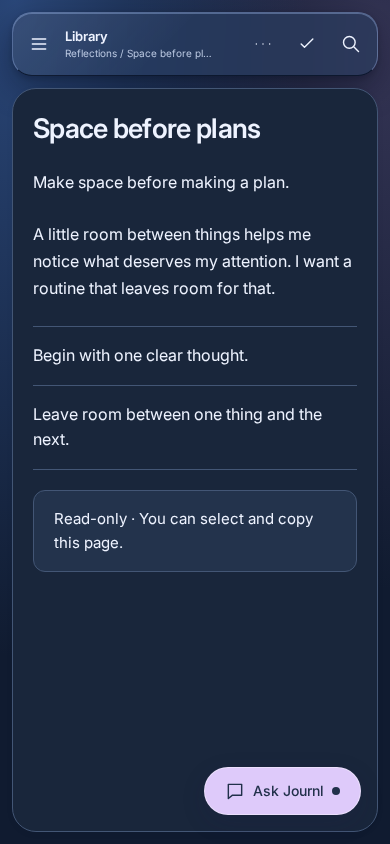 Library
Reflections / Space before pl...
Space before plans
Make space before making a plan.
A little room between things helps me
notice what deserves my attention. I want a
routine that leaves room for that.
Begin with one clear thought.
Leave room between one thing and the
next.
Read-only · You can select and copy
this page.
Ask Journl